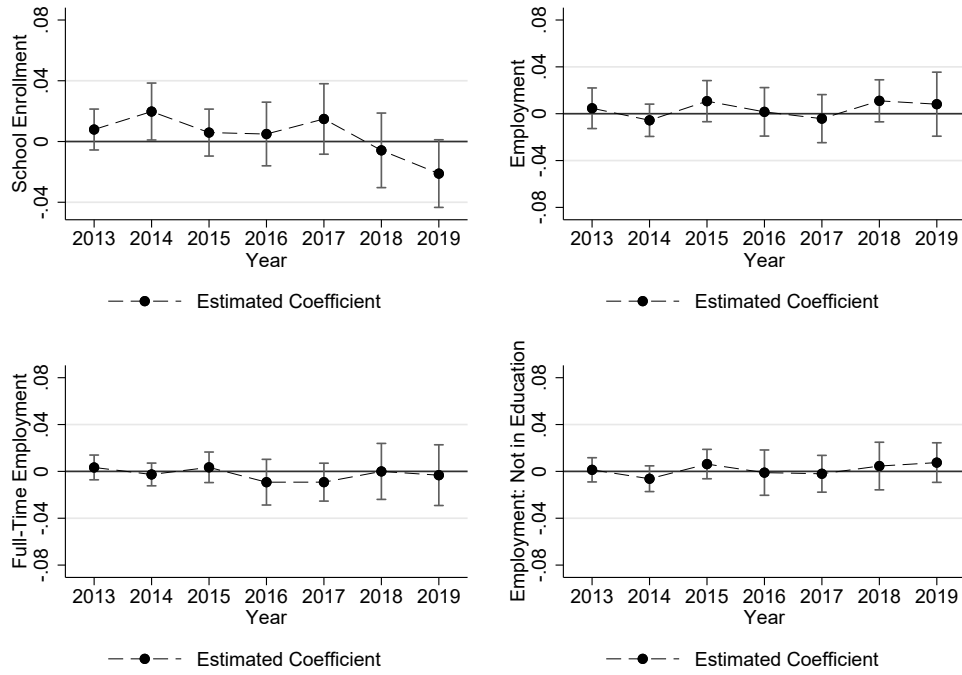 School Enrollment
.08
.04
0
-.04
2013 2014 2015 2016 2017 2018 2019
Year
Estimated Coefficient
Employment
.08
.04
0
-.04
-.08
2013 2014 2015 2016 2017 2018 2019
Year
Estimated Coefficient
Full-Time Employment
.08
.04
0
-.04
-.08
2013 2014 2015 2016 2017 2018 2019
Year
Estimated Coefficient
Employment: Not in Education
.08
.04
0
-.04
-.08
2013 2014 2015 2016 2017 2018 2019
Year
Estimated Coefficient